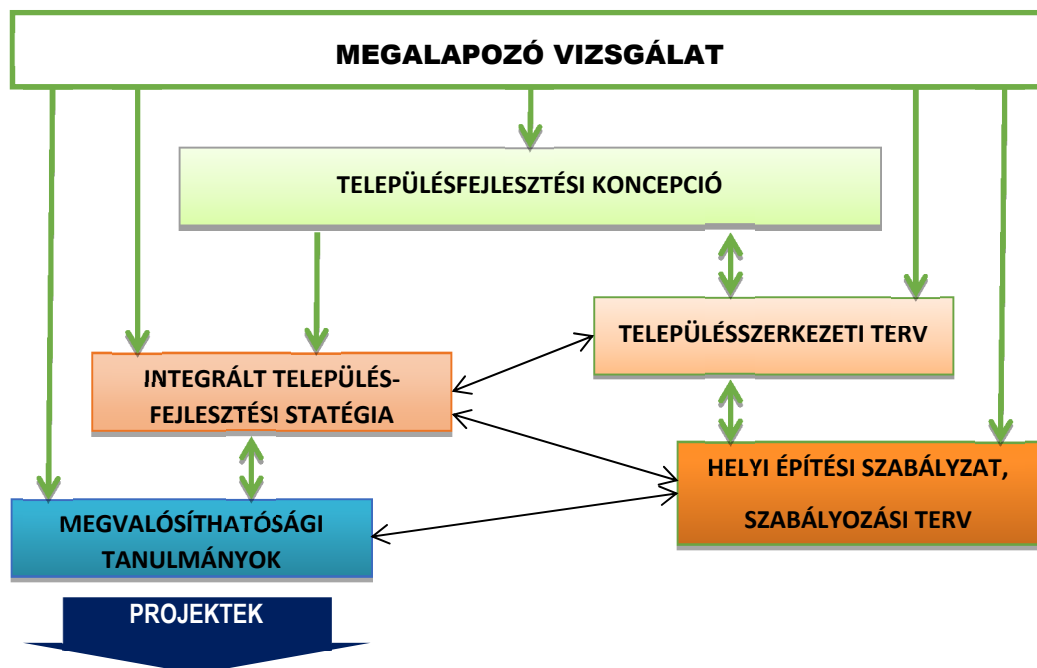 MEGALAPOZÓ VIZSGÁLAT
TELEPÜLÉSFEJLESZTÉSI KONCEPCIÓ
TELEPÜLÉSSZERKEZETI TERV
INTEGRÁLT TELEPÜLÉS-
FEJLESZTÉSI STATÉGIA
HELYI ÉPÍTÉSI SZABÁLYZAT,
SZABÁLYOZÁSI TERV
MEGVALÓSÍTHATÓSÁGI
TANULMÁNYOK
PROJEKTEK